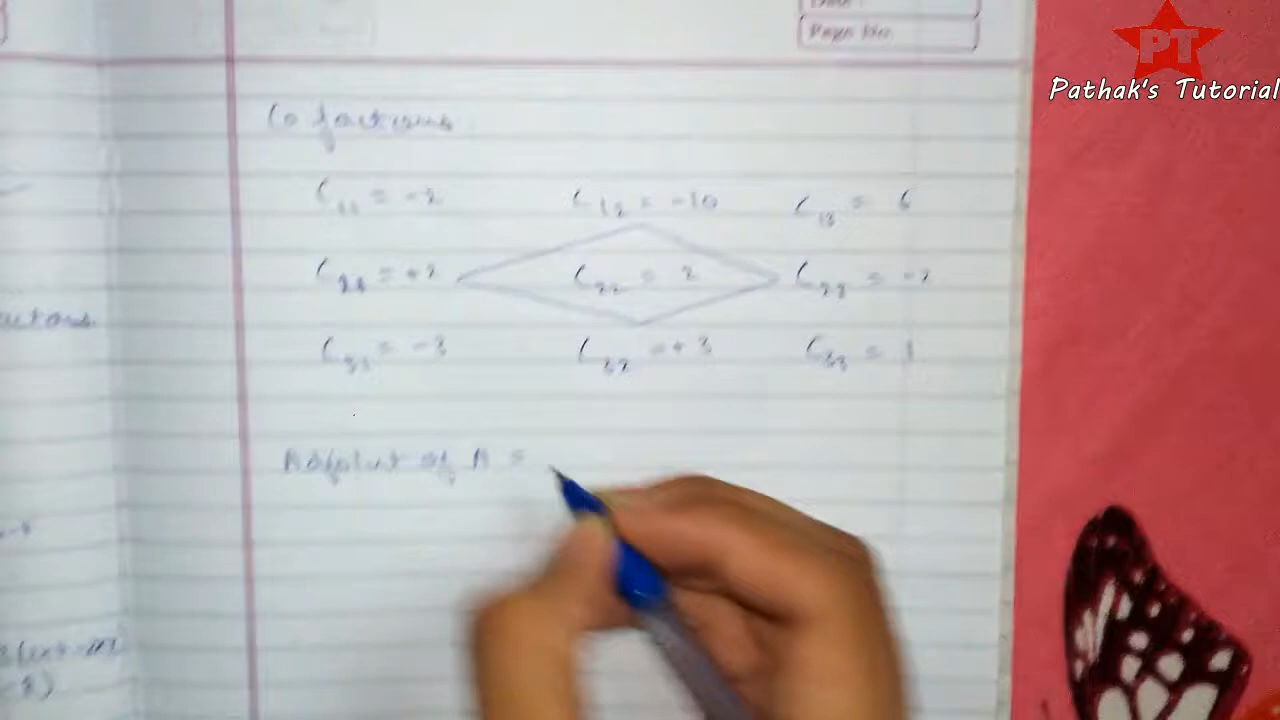 Page No.
PT
Pathak's Tutorial
Co factors
C11 = -2 C12 = -10 C13 = 6
C21 = +2 C22 = 2 C23 = -2
C31 = -3 C32 = +3 C33 = 1
of A =